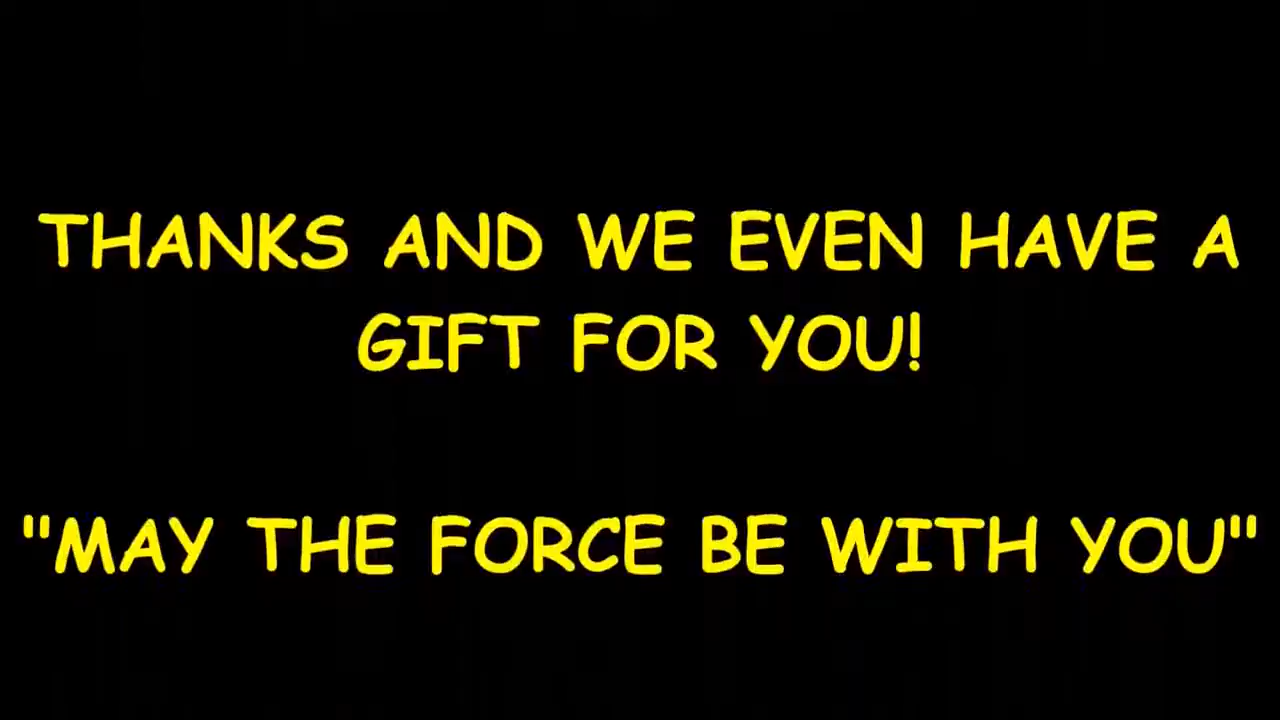 THANKS AND WE EVEN HAVE A
GIFT FOR YOU!
"MAY THE FORCE BE WITH YOU"